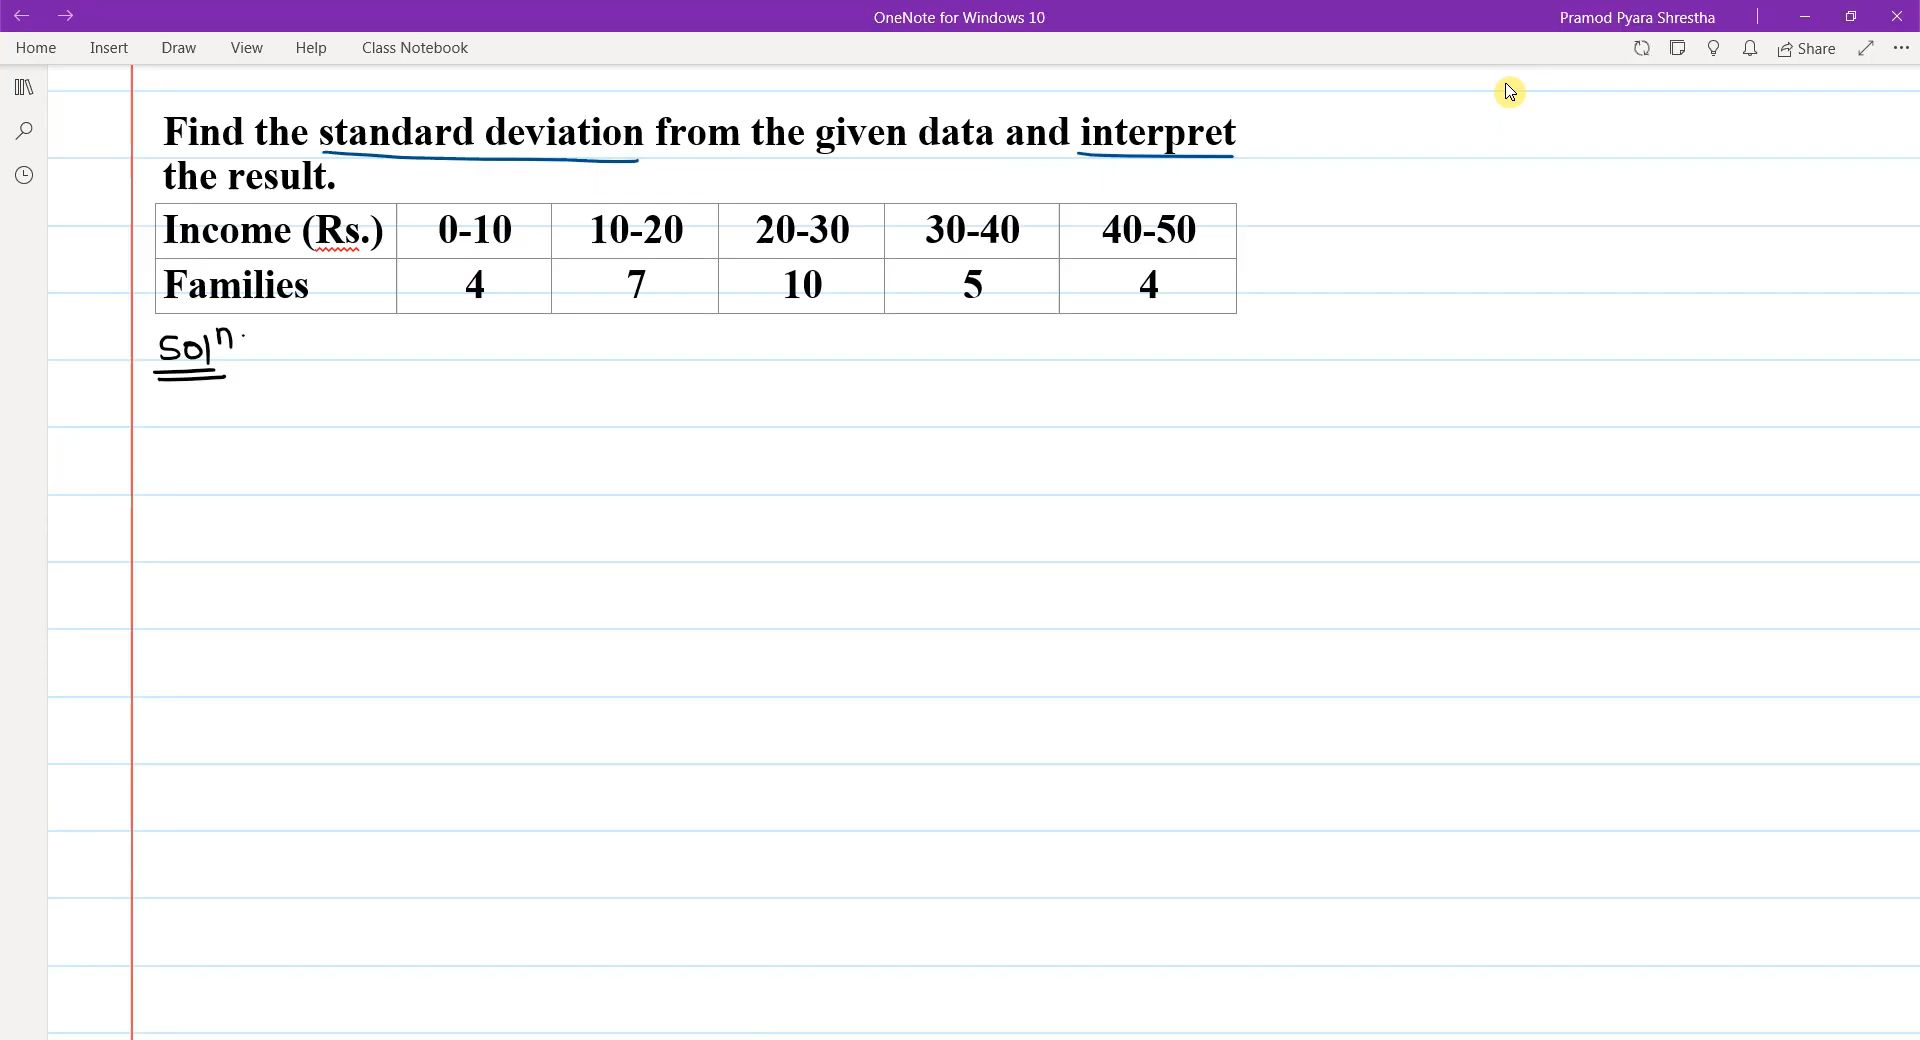 OneNote for Windows 10
Pramod Pyara Shrestha
Home Insert Draw View Help Class Notebook
Share
Find the standard deviation from the given data and interpret
the result.
Income (Rs.) 0-10 10-20 20-30 30-40 40-50
Families 4 7 10 5 4
Solⁿ.